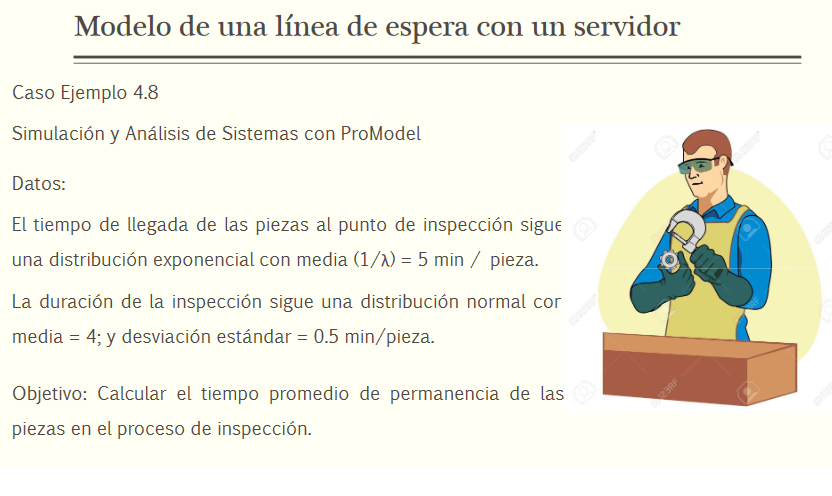 Modelo de una línea de espera con un servidor
Caso Ejemplo 4.8
Simulación y Análisis de Sistemas con ProModel
Datos:
El tiempo de llegada de las piezas al punto de inspección sigue
una distribución exponencial con media (1/λ) = 5 min / pieza.
La duración de la inspección sigue una distribución normal con
media = 4; y desviación estándar = 0.5 min/pieza.
Objetivo: Calcular el tiempo promedio de permanencia de las
piezas en el proceso de inspección.